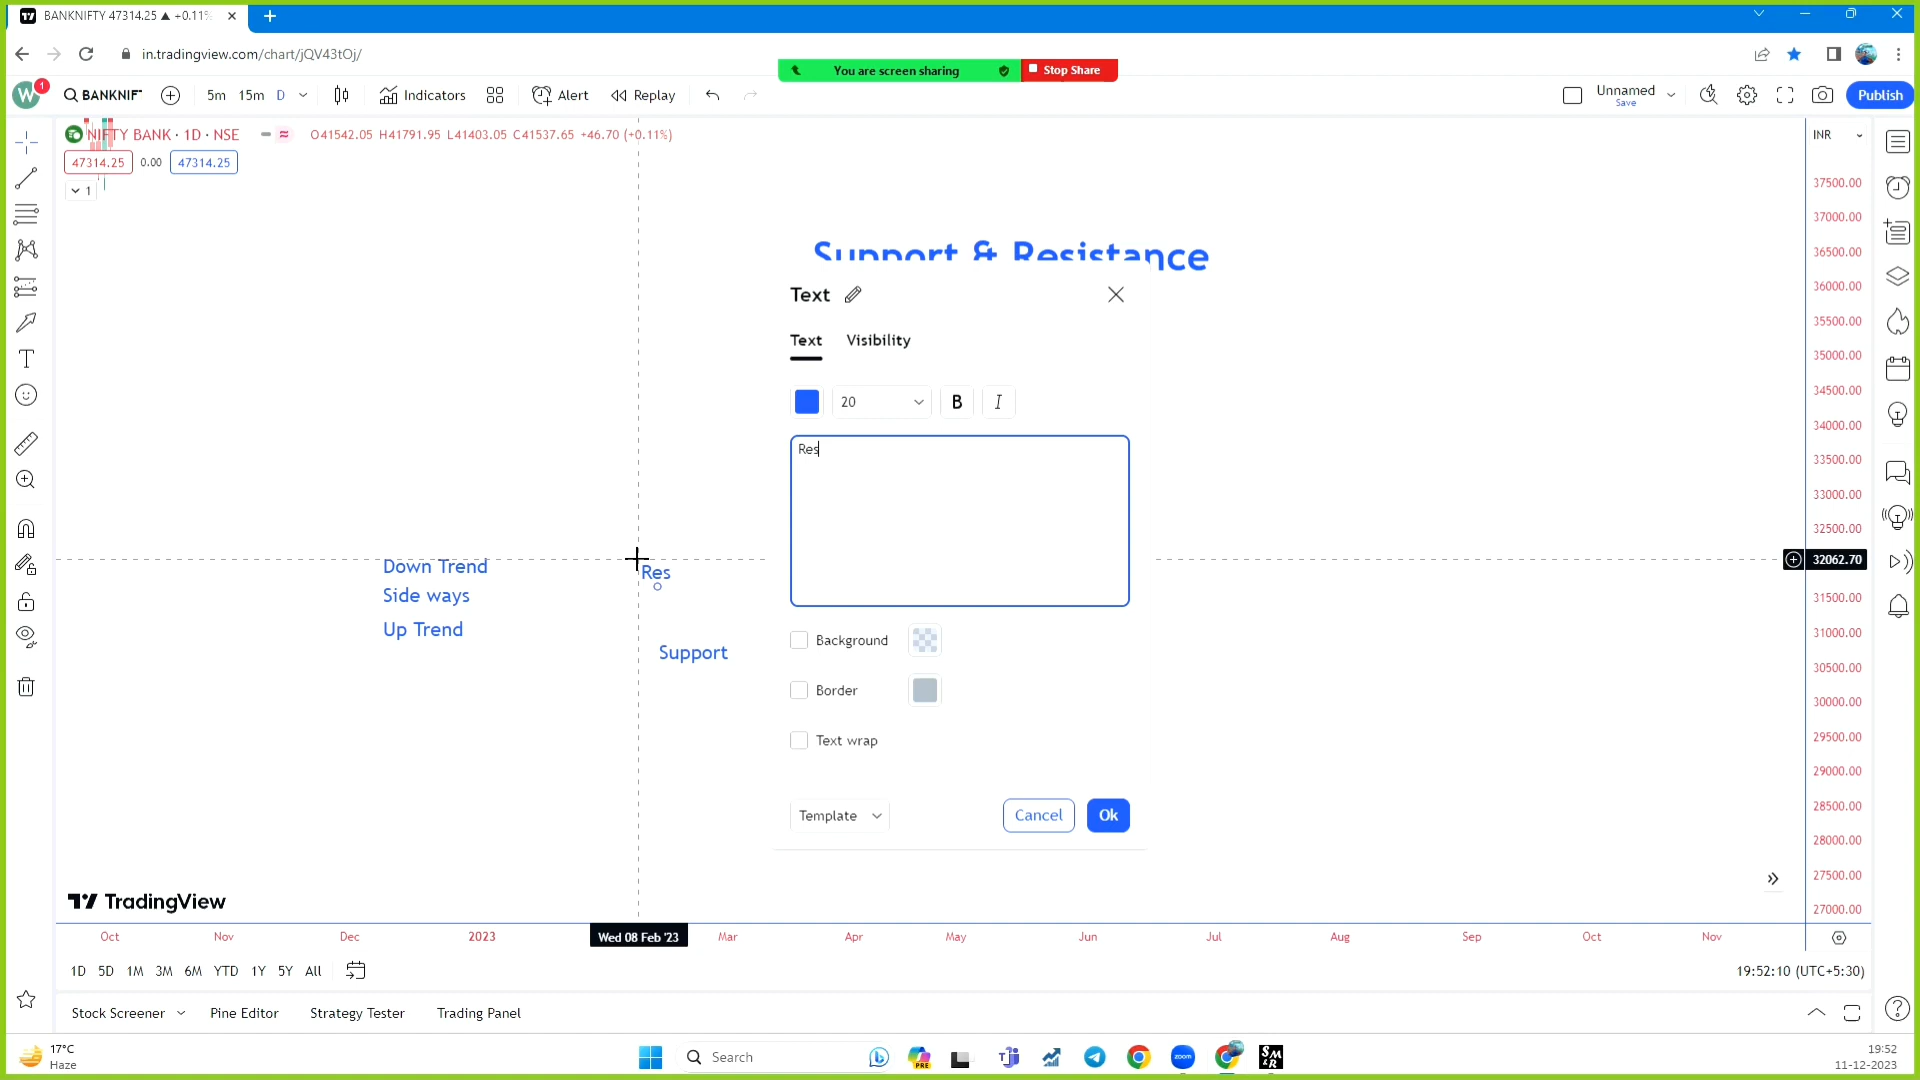 BANKNIFTY 47314.25 ▲ +0.11%
in.tradingview.com/chart/jQV43tOj/
You are screen sharing
Stop Share
W 1
BANKNIF
5m 15m D
Indicators
Alert
Replay
Unnamed
Save
Publish
NIFTY BANK · 1D · NSE
O41542.05 H41791.95 L41403.05 C41537.65 +46.70 (+0.11%)
INR
47314.25 0.00 47314.25
1
37500.00
37000.00
36500.00
36000.00
35500.00
35000.00
34500.00
34000.00
33500.00
33000.00
32500.00
32062.70
31500.00
31000.00
30500.00
30000.00
29500.00
29000.00
28500.00
28000.00
27500.00
27000.00
Support & Resistance
Text
Text Visibility
20 B I
Res
Background
Border
Text wrap
Template
Cancel Ok
Down Trend
Side ways
Up Trend
Res
Support
TradingView
Oct Nov Dec 2023 Wed 08 Feb '23 Mar Apr May Jun Jul Aug Sep Oct Nov
1D 5D 1M 3M 6M YTD 1Y 5Y All
19:52:10 (UTC+5:30)
Stock Screener Pine Editor Strategy Tester Trading Panel
17°C
Haze
Search
PRE
zoom
SMR
19:52
11-12-2023